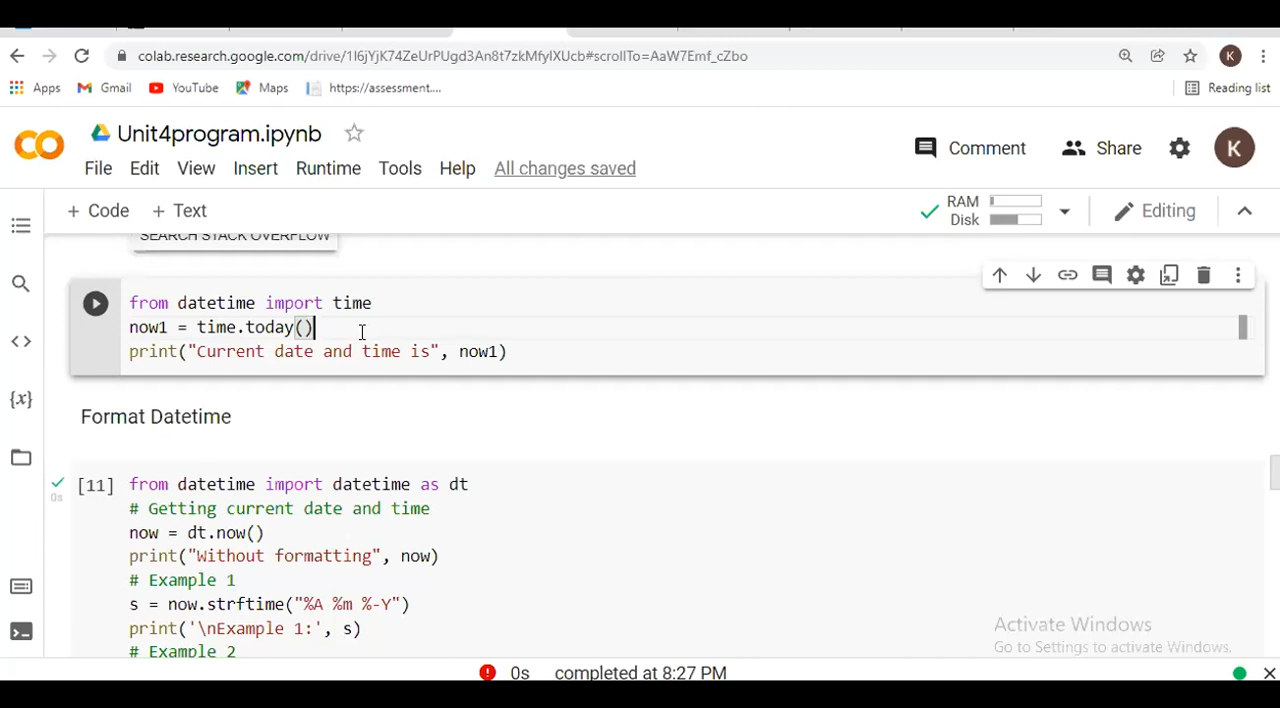 colab.research.google.com/drive/1I6jYjK74ZeUrPUgd3An8t7zkMfyIXUcb#scrollTo=AaW7Emf_cZbo
K
Apps Gmail YouTube Maps https://assessment.... Reading list
Unit4program.ipynb
Comment Share K
File Edit View Insert Runtime Tools Help All changes saved
+ Code + Text RAM Disk Editing
SEARCH STACK OVERFLOW
from datetime import time
now1 = time.today()
print("Current date and time is", now1)
Format Datetime
[11] from datetime import datetime as dt
0s
# Getting current date and time
now = dt.now()
print("Without formatting", now)
# Example 1
s = now.strftime("%A %m %-Y")
print('\nExample 1:', s)
# Example 2
{x}
Activate Windows
Go to Settings to activate Windows.
0s completed at 8:27 PM